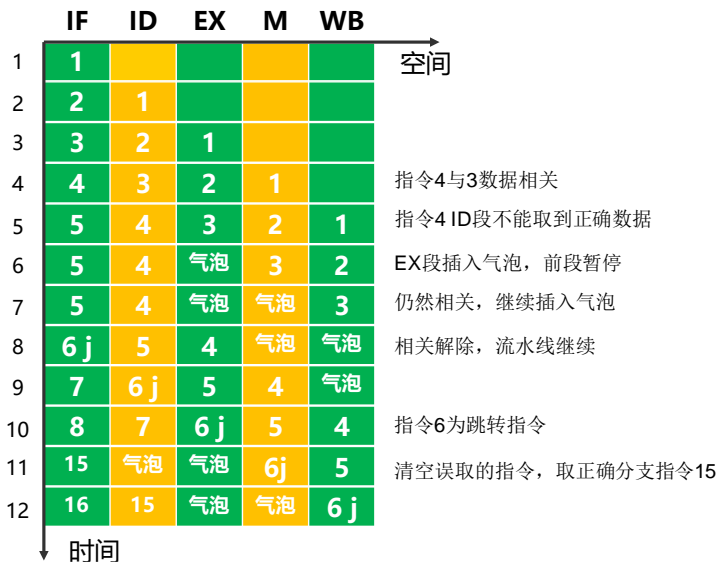 IF ID EX M WB
空间
1 1
2 2 1
3 3 2 1
4 4 3 2 1 指令4与3数据相关
5 5 4 3 2 1 指令4 ID段不能取到正确数据
6 5 4 气泡 3 2 EX段插入气泡，前段暂停
7 5 4 气泡 气泡 3 仍然相关，继续插入气泡
8 6 j 5 4 气泡 气泡 相关解除，流水线继续
9 7 6 j 5 4 气泡
10 8 7 6 j 5 4 指令6为跳转指令
11 15 气泡 气泡 6j 5 清空误取的指令，取正确分支指令15
12 16 15 气泡 气泡 6 j
时间